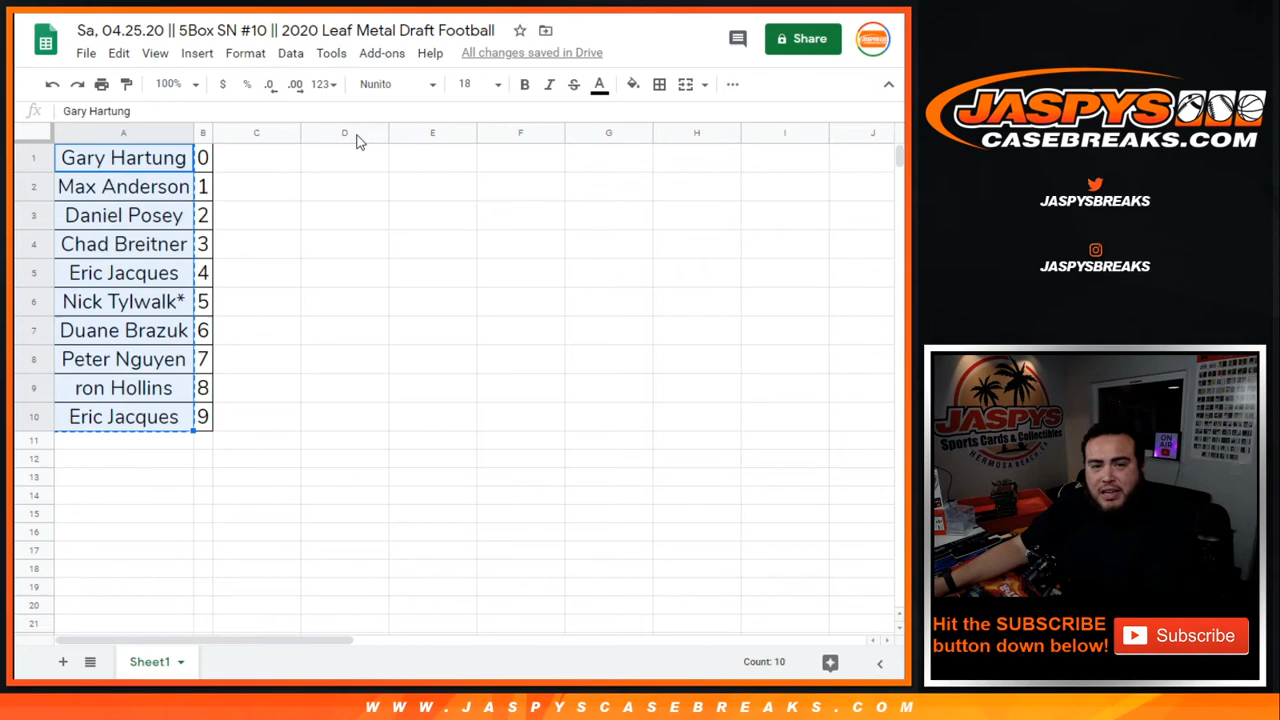 Sa, 04.25.20 || 5Box SN #10 || 2020 Leaf Metal Draft Football
Share
File Edit View Insert Format Data Tools Add-ons Help All changes saved in Drive
100% $ % .0 .00 123 Nunito 18 B I S A
fx Gary Hartung
A B C D E F G H I J
1 Gary Hartung 0
2 Max Anderson 1
3 Daniel Posey 2
4 Chad Breitner 3
5 Eric Jacques 4
6 Nick Tylwalk* 5
7 Duane Brazuk 6
8 Peter Nguyen 7
9 ron Hollins 8
10 Eric Jacques 9
11
12
13
14
15
16
17
18
19
20
21
Sheet1 Count: 10
JASPYS
CASEBREAKS.COM
JASPYSBREAKS
JASPYSBREAKS
JASPYS
Sports Cards & Collectibles
HERMOSA BEACH, CA
ON AIR
Hit the SUBSCRIBE
button down below!
Subscribe
WWW.JASPYSCASEBREAKS.COM